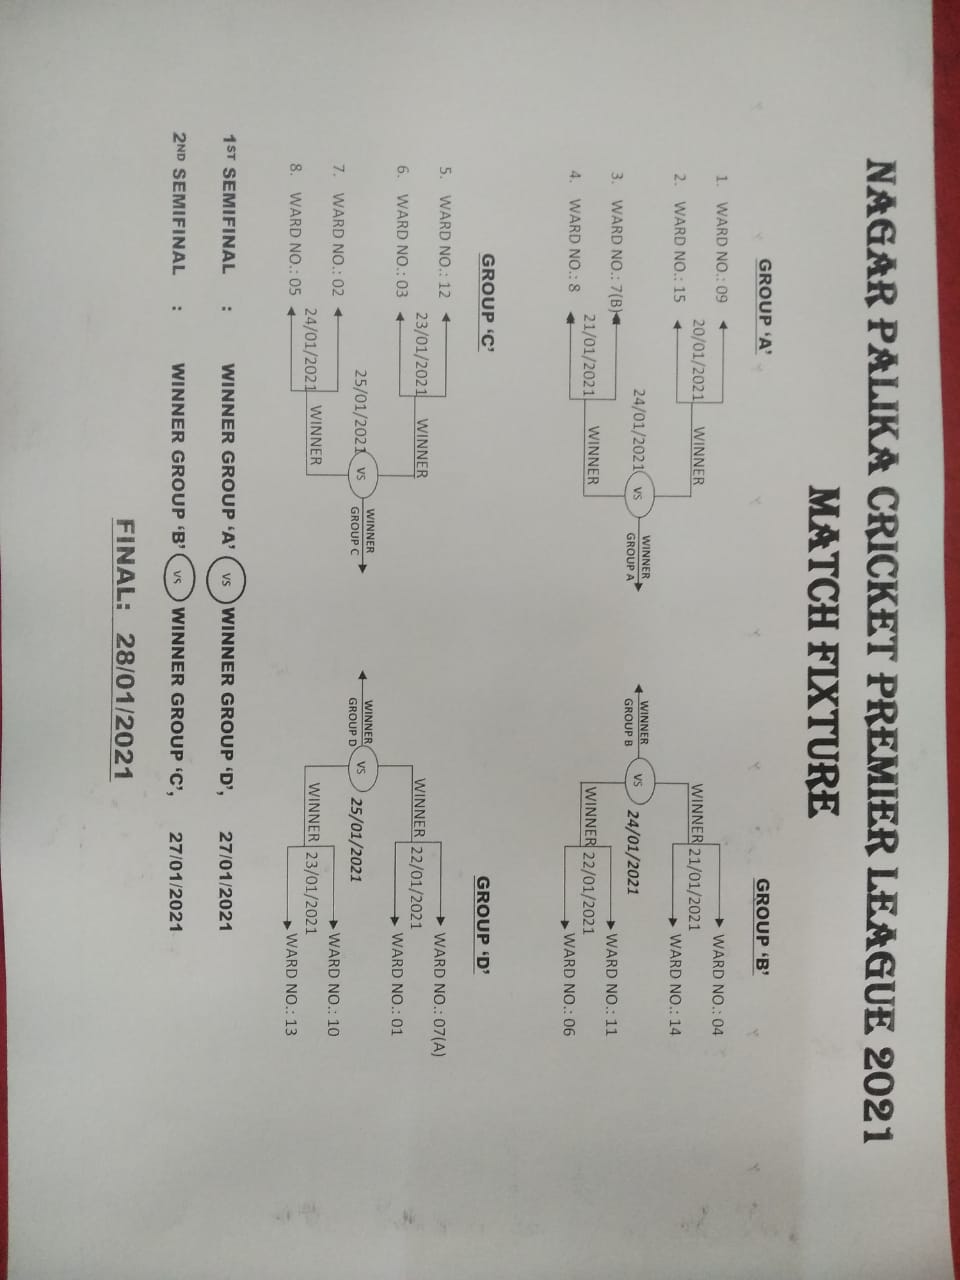 NAGAR PALIKA CRICKET PREMIER LEAGUE 2021
MATCH FIXTURE
GROUP 'A'
1. WARD NO.: 09
20/01/2021 WINNER
2. WARD NO.: 15
24/01/2021 VS WINNER GROUP A
3. WARD NO.: 7(B)
21/01/2021 WINNER
4. WARD NO.: 8
GROUP 'B'
WARD NO.: 04
WINNER 21/01/2021
WARD NO.: 14
WINNER GROUP B VS 24/01/2021
WARD NO.: 11
WINNER 22/01/2021
WARD NO.: 06
GROUP 'C'
5. WARD NO.: 12
23/01/2021 WINNER
6. WARD NO.: 03
25/01/2021 VS WINNER GROUP C
7. WARD NO.: 02
24/01/2021 WINNER
8. WARD NO.: 05
GROUP 'D'
WARD NO.: 07(A)
WINNER 22/01/2021
WARD NO.: 01
WINNER GROUP D VS 25/01/2021
WARD NO.: 10
WINNER 23/01/2021
WARD NO.: 13
1ST SEMIFINAL : WINNER GROUP 'A' VS WINNER GROUP 'D', 27/01/2021
2ND SEMIFINAL : WINNER GROUP 'B' VS WINNER GROUP 'C', 27/01/2021
FINAL: 28/01/2021